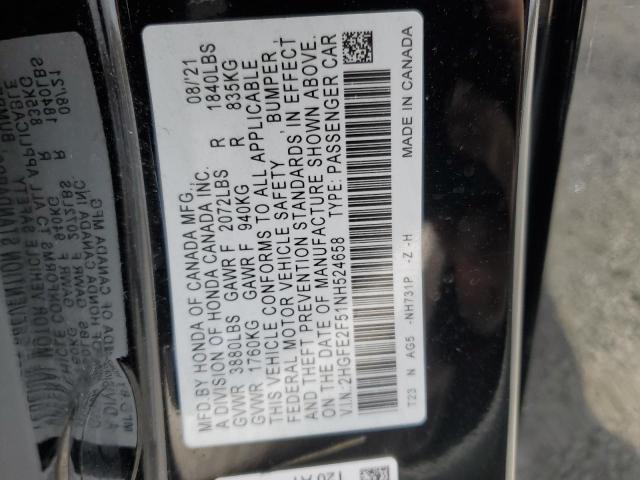 MFD.BY HONDA OF CANADA MFG., 08/'21
A DIVISION OF HONDA CANADA INC.
GVWR 3880LBS GAWR F 2072LBS R 1840LBS
GVWR 1760KG GAWR F 940KG R 835KG
THIS VEHICLE CONFORMS TO ALL APPLICABLE
FEDERAL MOTOR VEHICLE SAFETY , BUMPER,
AND THEFT PREVENTION STANDARDS, IN EFFECT
ON THE DATE OF MANUFACTURE SHOWN ABOVE.
V.I.N.:2HGFE2F51NH524658 TYPE: PASSENGER CAR
T23 N AG5 -NH731P -Z -H MADE IN CANADA